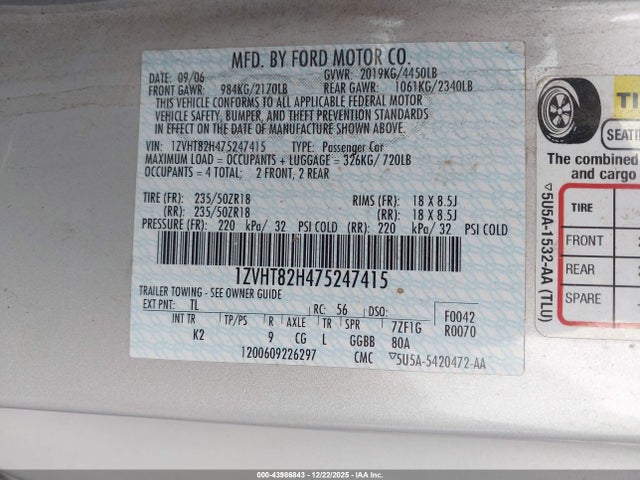 MFD. BY FORD MOTOR CO.
DATE: 09/06 GVWR: 2019KG/4450LB
FRONT GAWR: 984KG/2170LB REAR GAWR: 1061KG/2340LB
THIS VEHICLE CONFORMS TO ALL APPLICABLE FEDERAL MOTOR
VEHICLE SAFETY, BUMPER, AND THEFT PREVENTION STANDARDS
IN EFFECT ON THE DATE OF MANUFACTURE SHOWN ABOVE.
VIN: 1ZVHT82H475247415 TYPE: Passenger Car
MAXIMUM LOAD = OCCUPANTS + LUGGAGE = 326KG/720LB
OCCUPANTS = 4 TOTAL; 2 FRONT, 2 REAR
TIRE (FR): 235/50ZR18 RIMS (FR): 18 X 8.5J
(RR): 235/50ZR18 (RR): 18 X 8.5J
PRESSURE (FR): 220 kPa/ 32 PSI COLD (RR): 220 kPa/ 32 PSI COLD
1ZVHT82H475247415
TRAILER TOWING - SEE OWNER GUIDE
EXT PNT: TL RC: 56 DSO: F0042
INT TR TP/PS R AXLE TR SPR 7ZF1G R0070
K2 9 CG L GGBB 80A
1200609226297 CMC ▽5U5A-5420472-AA
TI
SEATIN
The combined
and cargo
▽5U5A-1532-AA (TLU)
TIRE
FRONT
REAR
SPARE
000-43986843 - 12/22/2025 - IAA Inc.